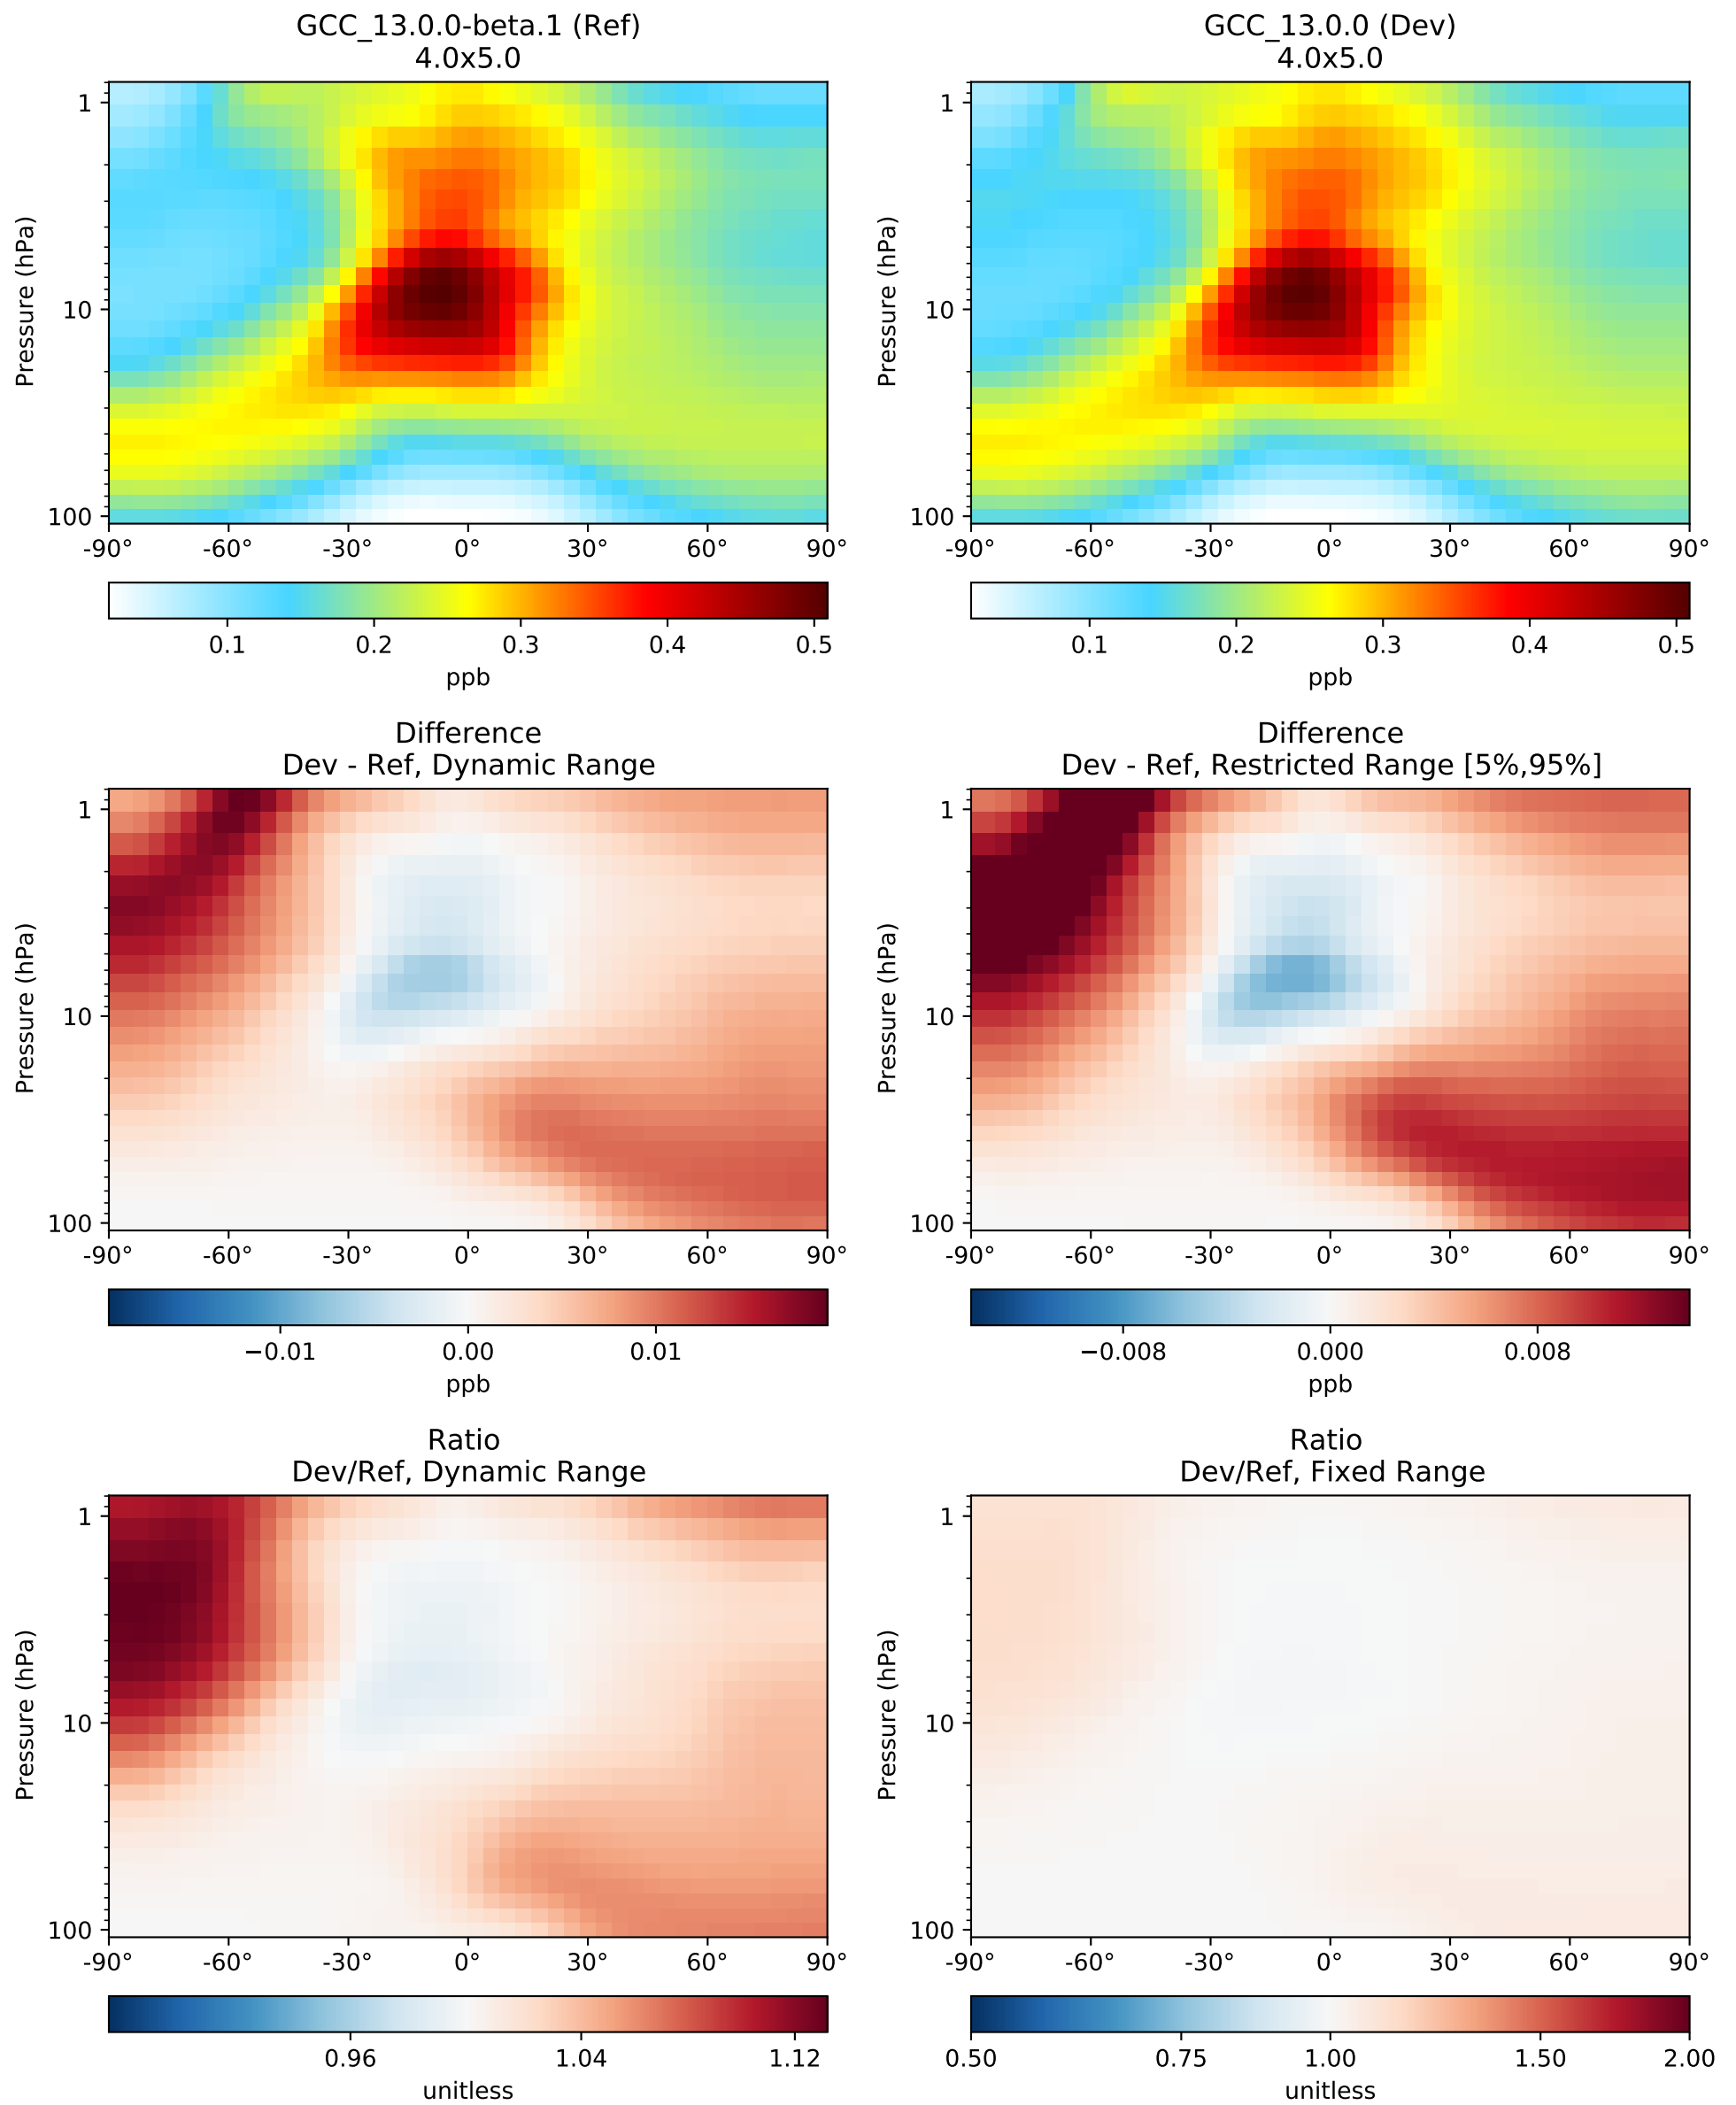 GCC_13.0.0-beta.1 (Ref)
4.0x5.0
Pressure (hPa)
1
10
100
-90° -60° -30° 0° 30° 60° 90°
0.1 0.2 0.3 0.4 0.5
ppb
GCC_13.0.0 (Dev)
4.0x5.0
Pressure (hPa)
1
10
100
-90° -60° -30° 0° 30° 60° 90°
0.1 0.2 0.3 0.4 0.5
ppb
Difference
Dev - Ref, Dynamic Range
Pressure (hPa)
1
10
100
-90° -60° -30° 0° 30° 60° 90°
−0.01 0.00 0.01
ppb
Difference
Dev - Ref, Restricted Range [5%,95%]
Pressure (hPa)
1
10
100
-90° -60° -30° 0° 30° 60° 90°
−0.008 0.000 0.008
ppb
Ratio
Dev/Ref, Dynamic Range
Pressure (hPa)
1
10
100
-90° -60° -30° 0° 30° 60° 90°
0.96 1.04 1.12
unitless
Ratio
Dev/Ref, Fixed Range
Pressure (hPa)
1
10
100
-90° -60° -30° 0° 30° 60° 90°
0.50 0.75 1.00 1.50 2.00
unitless